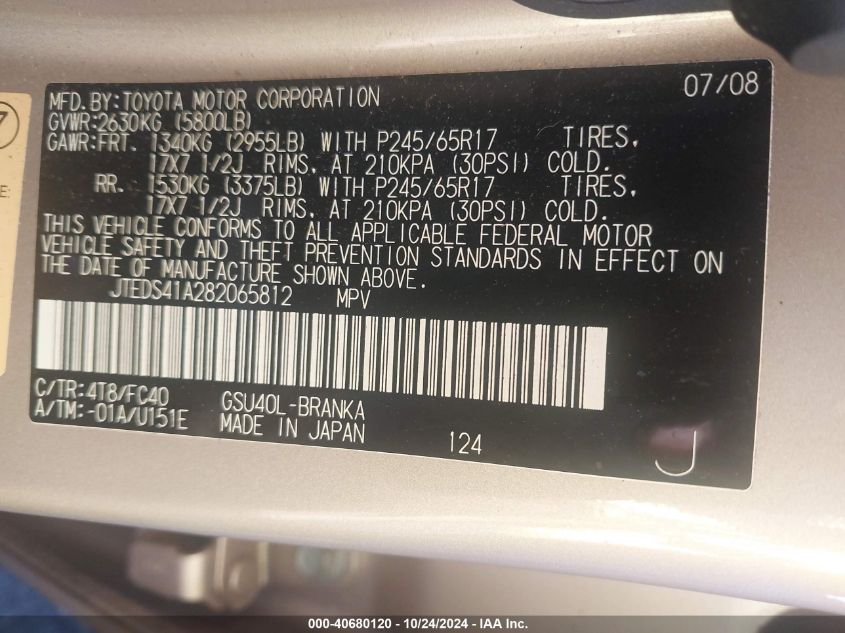 07/08
MFD.BY:TOYOTA MOTOR CORPORATION
GVWR:2630KG (5800LB)
GAWR:FRT. 1340KG (2955LB) WITH P245/65R17 TIRES,
17X7 1/2J RIMS, AT 210KPA (30PSI) COLD.
RR. 1530KG (3375LB) WITH P245/65R17 TIRES,
17X7 1/2J RIMS, AT 210KPA (30PSI) COLD.
THIS VEHICLE CONFORMS TO ALL APPLICABLE FEDERAL MOTOR
VEHICLE SAFETY AND THEFT PREVENTION STANDARDS IN EFFECT ON
THE DATE OF MANUFACTURE SHOWN ABOVE.
JTEDS41A282065812 MPV
C/TR:4T8/FC40 GSU40L-BRANKA
A/TM:-01A/U151E MADE IN JAPAN 124
J
7
E:
000-40680120 • 10/24/2024 • IAA Inc.